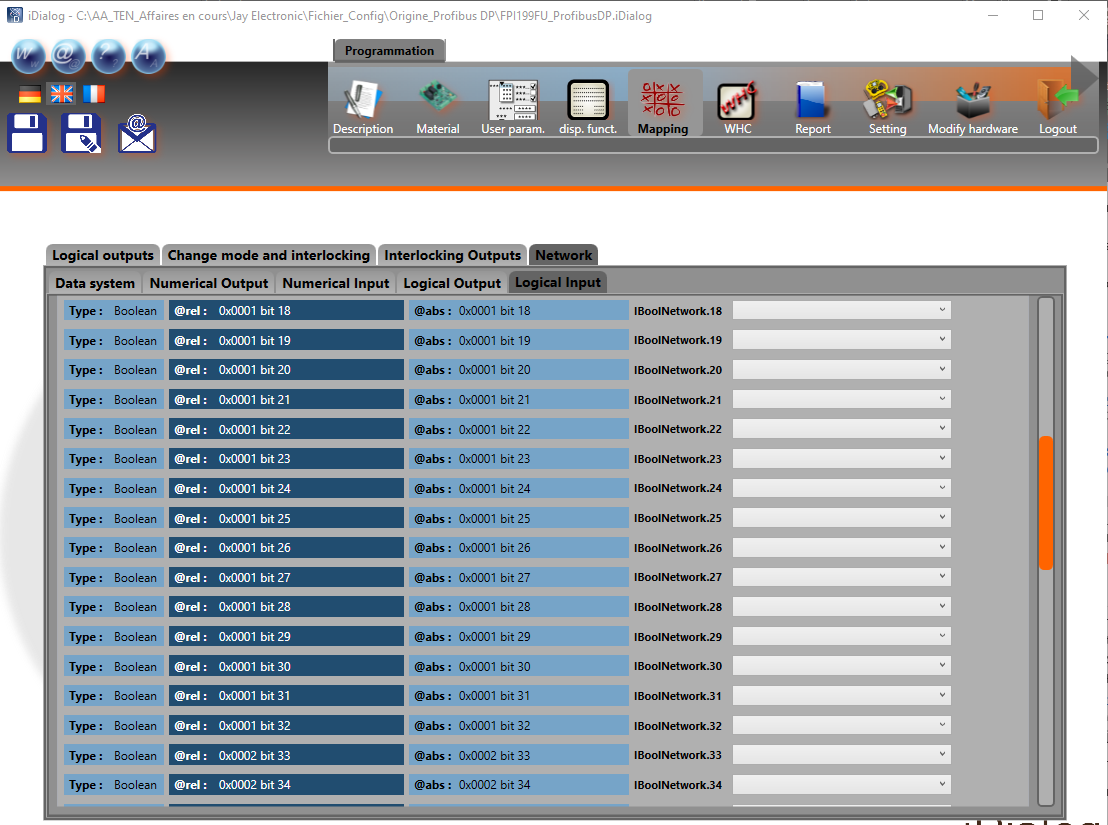 iDialog - C:\AA_TEN_Affaires en cours\Jay Electronic\Fichier_Config\Origine_Profibus DP\FPI199FU_ProfibusDP.iDialog
Programmation
Description Material User param. disp. funct. Mapping WHC Report Setting Modify hardware Logout
Logical outputs Change mode and interlocking Interlocking Outputs Network
Data system Numerical Output Numerical Input Logical Output Logical Input
Type : Boolean @rel : 0x0001 bit 18 @abs : 0x0001 bit 18 IBoolNetwork.18
Type : Boolean @rel : 0x0001 bit 19 @abs : 0x0001 bit 19 IBoolNetwork.19
Type : Boolean @rel : 0x0001 bit 20 @abs : 0x0001 bit 20 IBoolNetwork.20
Type : Boolean @rel : 0x0001 bit 21 @abs : 0x0001 bit 21 IBoolNetwork.21
Type : Boolean @rel : 0x0001 bit 22 @abs : 0x0001 bit 22 IBoolNetwork.22
Type : Boolean @rel : 0x0001 bit 23 @abs : 0x0001 bit 23 IBoolNetwork.23
Type : Boolean @rel : 0x0001 bit 24 @abs : 0x0001 bit 24 IBoolNetwork.24
Type : Boolean @rel : 0x0001 bit 25 @abs : 0x0001 bit 25 IBoolNetwork.25
Type : Boolean @rel : 0x0001 bit 26 @abs : 0x0001 bit 26 IBoolNetwork.26
Type : Boolean @rel : 0x0001 bit 27 @abs : 0x0001 bit 27 IBoolNetwork.27
Type : Boolean @rel : 0x0001 bit 28 @abs : 0x0001 bit 28 IBoolNetwork.28
Type : Boolean @rel : 0x0001 bit 29 @abs : 0x0001 bit 29 IBoolNetwork.29
Type : Boolean @rel : 0x0001 bit 30 @abs : 0x0001 bit 30 IBoolNetwork.30
Type : Boolean @rel : 0x0001 bit 31 @abs : 0x0001 bit 31 IBoolNetwork.31
Type : Boolean @rel : 0x0001 bit 32 @abs : 0x0001 bit 32 IBoolNetwork.32
Type : Boolean @rel : 0x0002 bit 33 @abs : 0x0002 bit 33 IBoolNetwork.33
Type : Boolean @rel : 0x0002 bit 34 @abs : 0x0002 bit 34 IBoolNetwork.34